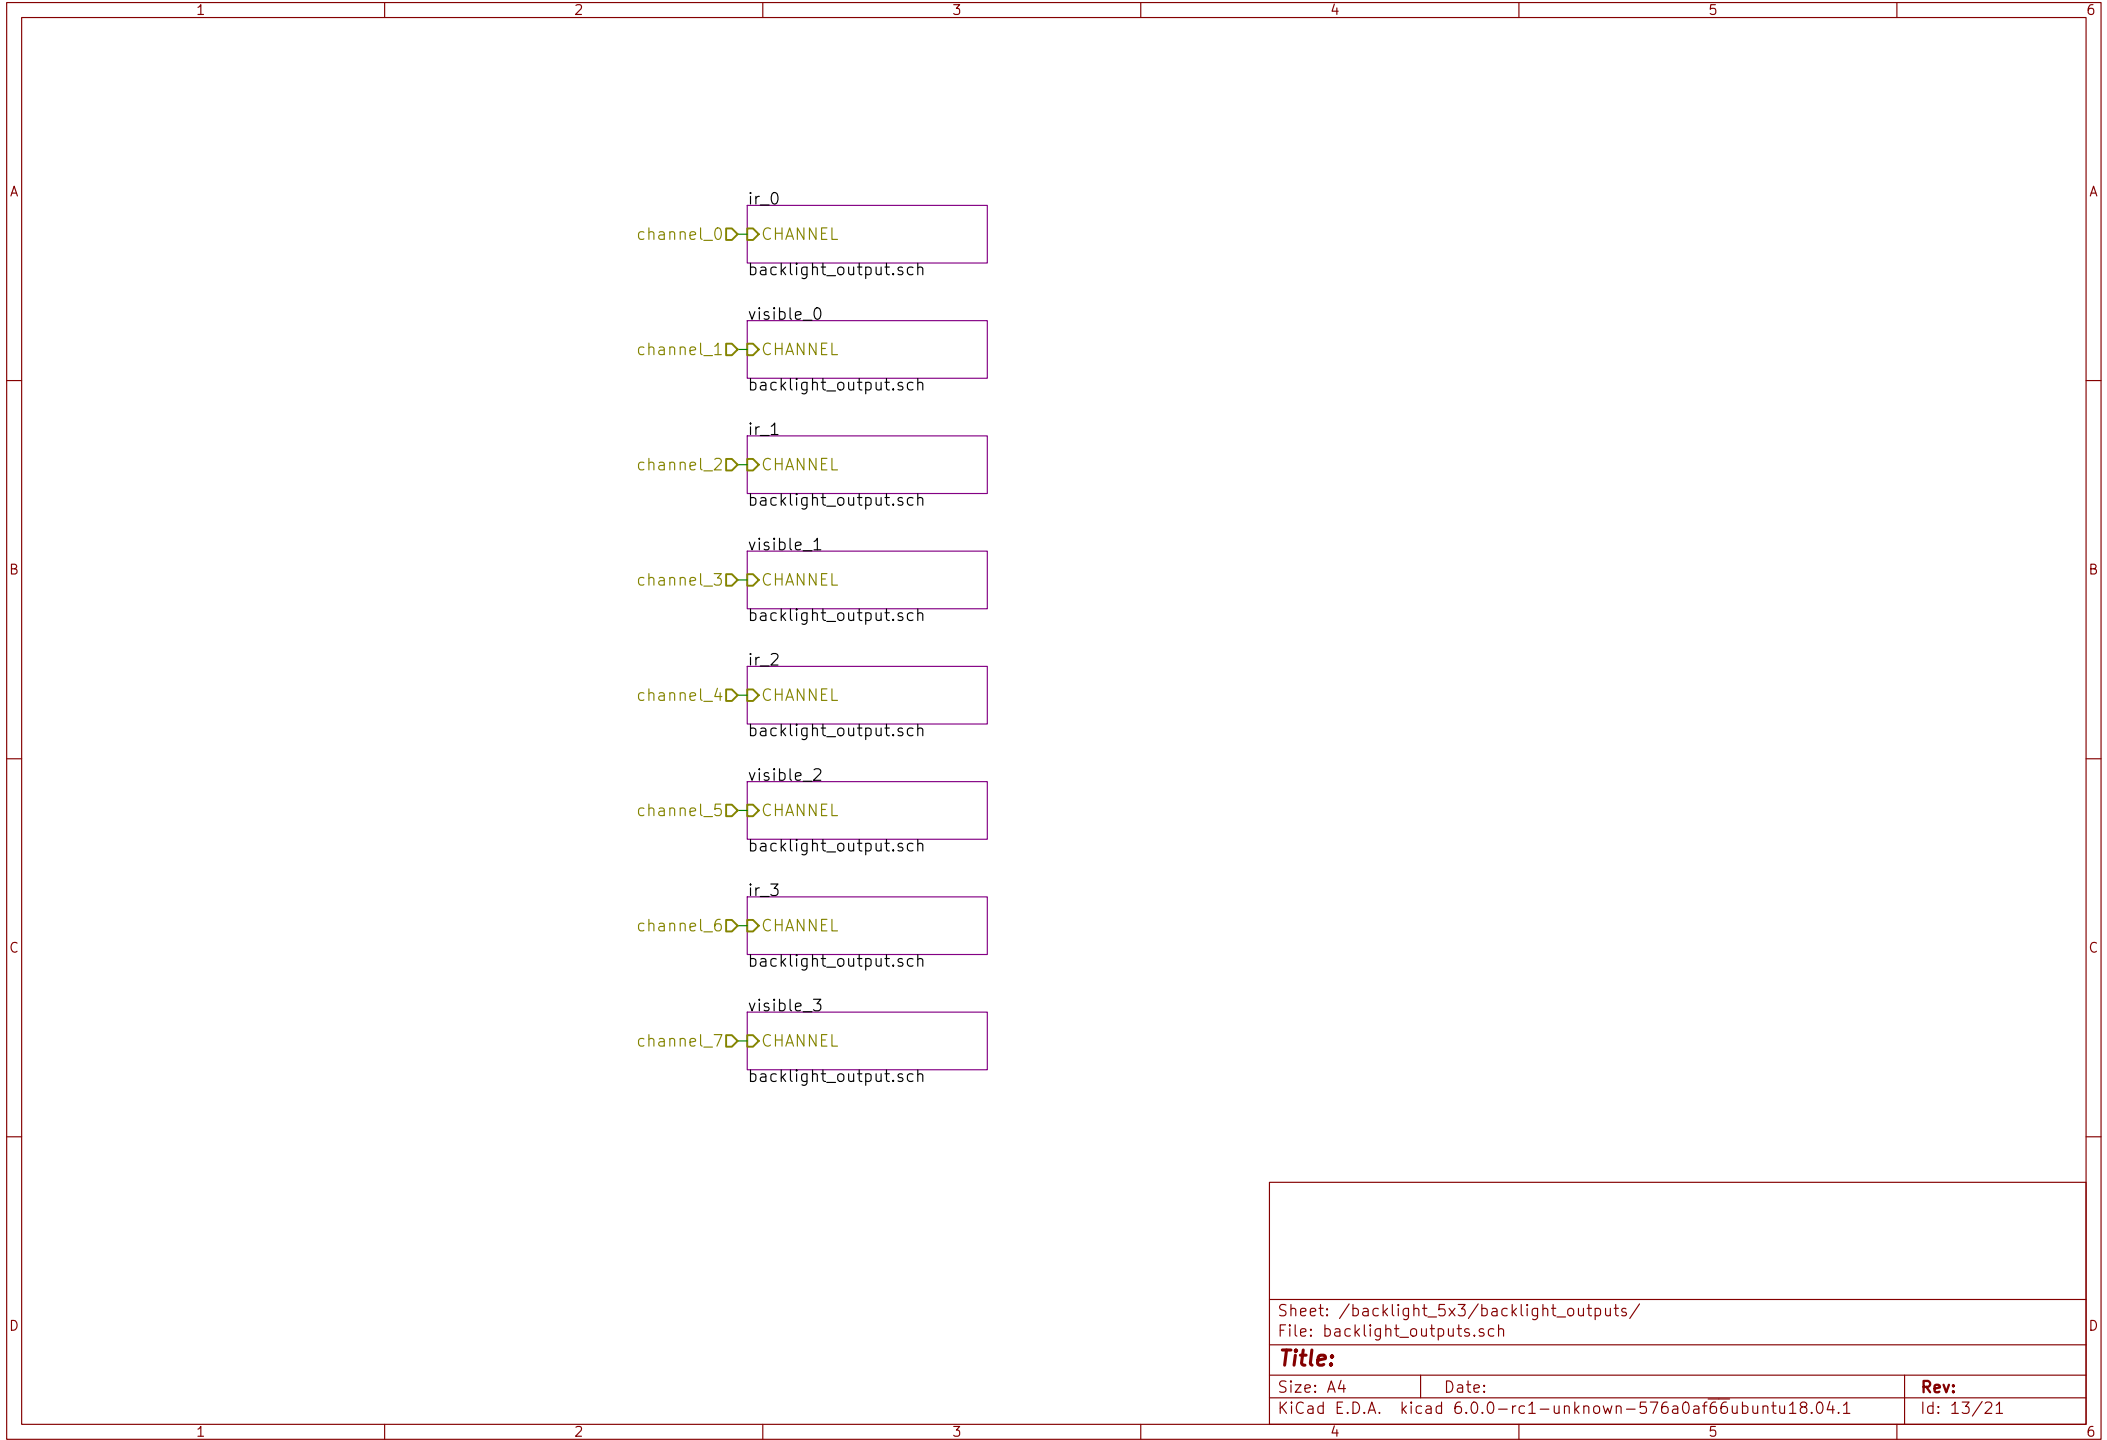 1 2 3 4 5 6
A A
ir_0
channel_0 CHANNEL
backlight_output.sch
visible_0
channel_1 CHANNEL
backlight_output.sch
ir_1
channel_2 CHANNEL
backlight_output.sch
visible_1
B B
channel_3 CHANNEL
backlight_output.sch
ir_2
channel_4 CHANNEL
backlight_output.sch
visible_2
channel_5 CHANNEL
backlight_output.sch
ir_3
channel_6 CHANNEL
C C
backlight_output.sch
visible_3
channel_7 CHANNEL
backlight_output.sch
Sheet: /backlight_5x3/backlight_outputs/
D D
File: backlight_outputs.sch
Title:
Size: A4 Date: Rev:
KiCad E.D.A. kicad 6.0.0-rc1-unknown-576a0af66ubuntu18.04.1 Id: 13/21
1 2 3 4 5 6